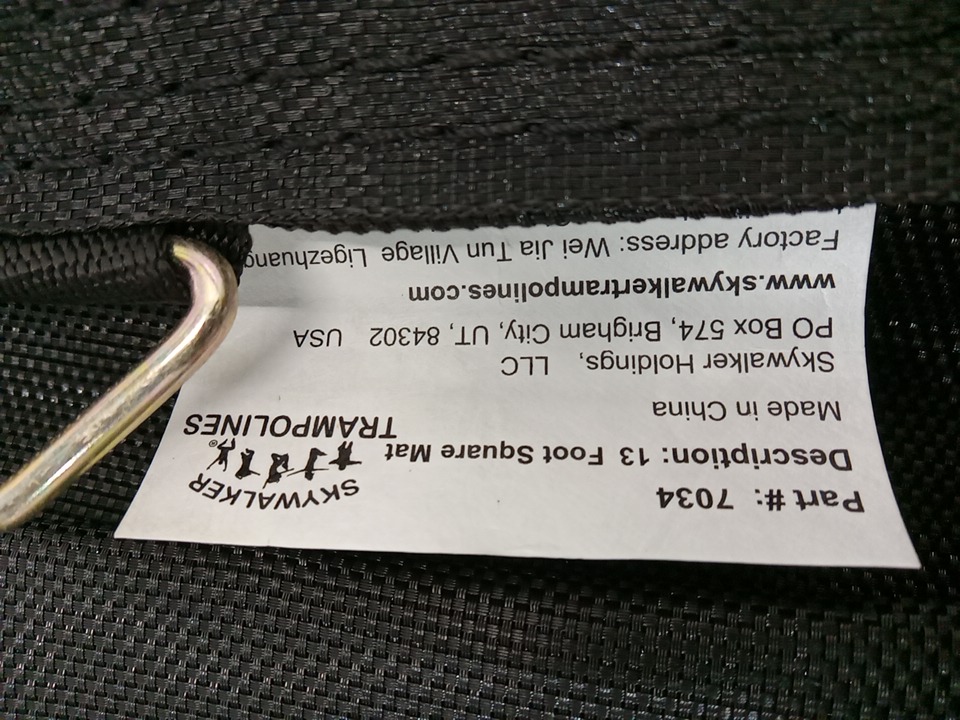 Part #: 7034
Description: 13 Foot Square Mat
Made in China
SKYWALKER
TRAMPOLINES®
Skywalker Holdings, LLC
PO Box 574, Brigham City, UT, 84302 USA
www.skywalkertrampolines.com
Factory address: Wei Jia Tun Village Ligezhuang